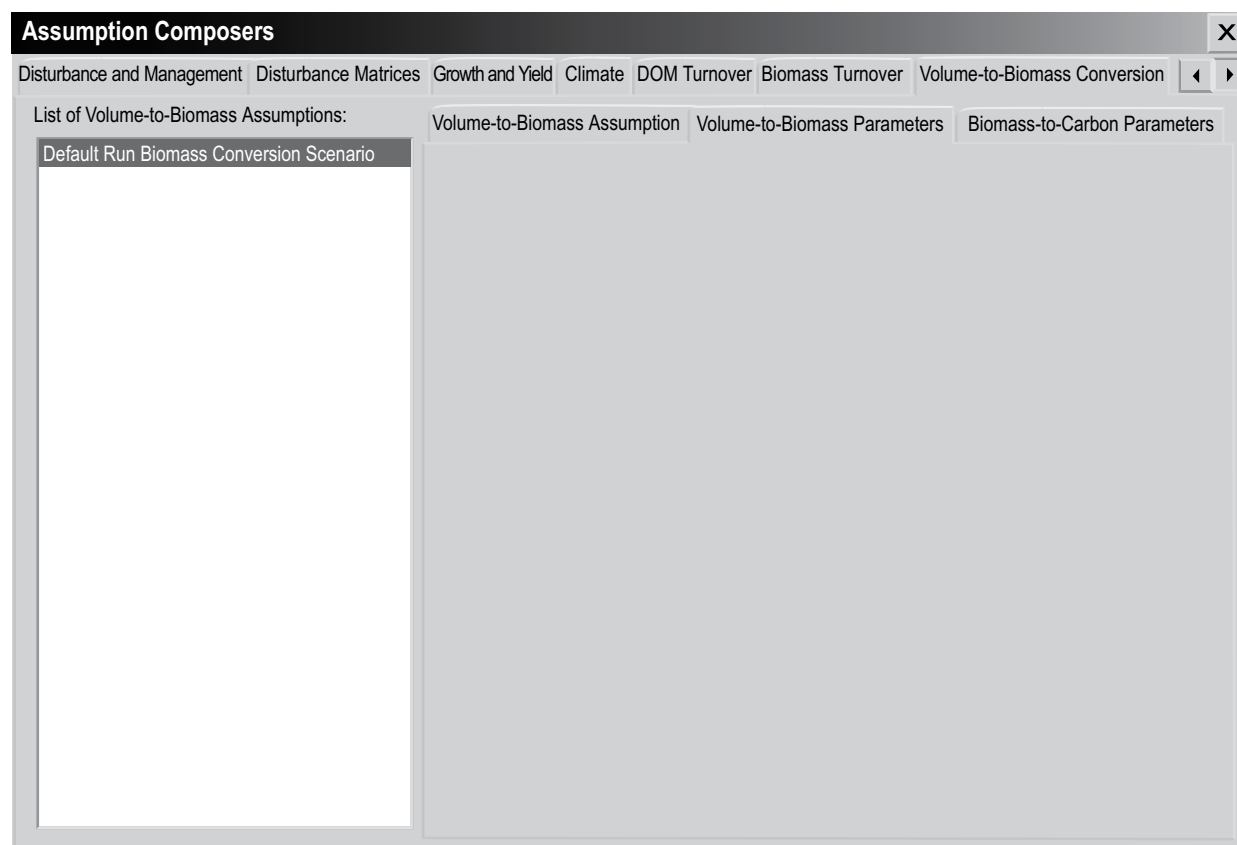 Assumption Composers
X
Disturbance and Management Disturbance Matrices Growth and Yield Climate DOM Turnover Biomass Turnover Volume-to-Biomass Conversion
List of Volume-to-Biomass Assumptions:
Volume-to-Biomass Assumption Volume-to-Biomass Parameters Biomass-to-Carbon Parameters
Default Run Biomass Conversion Scenario